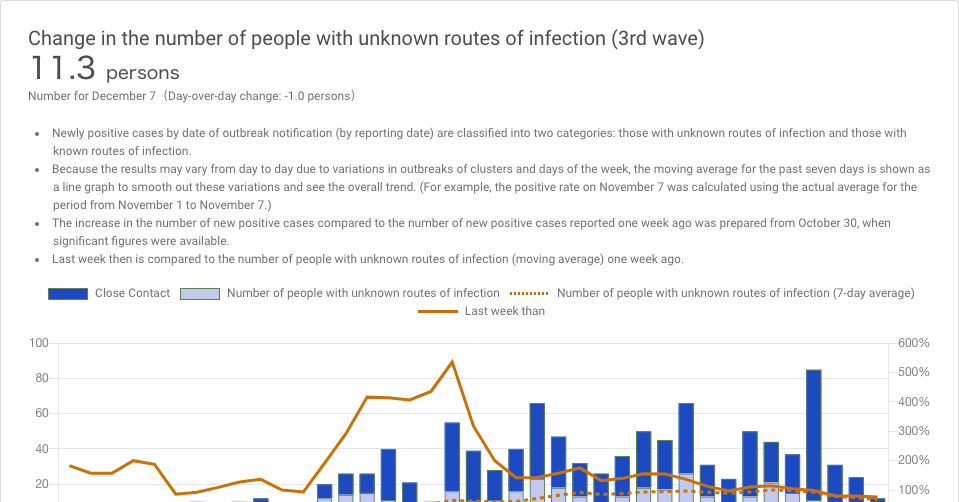 Change in the number of people with unknown routes of infection (3rd wave)
11.3 persons
Number for December 7 (Day-over-day change: -1.0 persons)
• Newly positive cases by date of outbreak notification (by reporting date) are classified into two categories: those with unknown routes of infection and those with
known routes of infection.
• Because the results may vary from day to day due to variations in outbreaks of clusters and days of the week, the moving average for the past seven days is shown as
a line graph to smooth out these variations and see the overall trend. (For example, the positive rate on November 7 was calculated using the actual average for the
period from November 1 to November 7.)
• The increase in the number of new positive cases compared to the number of new positive cases reported one week ago was prepared from October 30, when
significant figures were available.
• Last week then is compared to the number of people with unknown routes of infection (moving average) one week ago.
Close Contact Number of people with unknown routes of infection Number of people with unknown routes of infection (7-day average)
Last week than
100 600%
500%
80
400%
60
300%
40
200%
20
100%